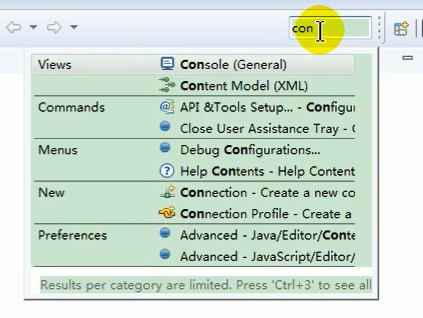 con
Views Console (General)
Content Model (XML)
Commands API &Tools Setup... - Configur
Close User Assistance Tray - C
Menus Debug Configurations...
Help Contents - Help Content
New Connection - Create a new co
Connection Profile - Create a
Preferences Advanced - Java/Editor/Conte
Advanced - JavaScript/Editor/
Results per category are limited. Press 'Ctrl+3' to see all